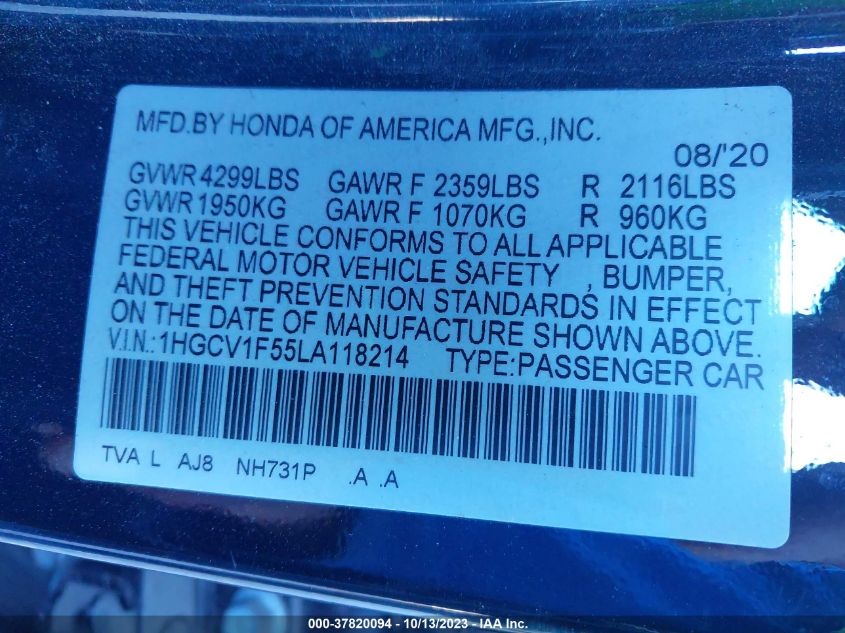 MFD.BY HONDA OF AMERICA MFG.,INC.
08/'20
GVWR 4299LBS GAWR F 2359LBS R 2116LBS
GVWR 1950KG GAWR F 1070KG R 960KG
THIS VEHICLE CONFORMS TO ALL APPLICABLE
FEDERAL MOTOR VEHICLE SAFETY , BUMPER,
AND THEFT PREVENTION STANDARDS IN EFFECT
ON THE DATE OF MANUFACTURE SHOWN ABOVE.
V.I.N.:1HGCV1F55LA118214 TYPE:PASSENGER CAR
TVA L AJ8 NH731P .A .A
000-37820094 - 10/13/2023 - IAA Inc.